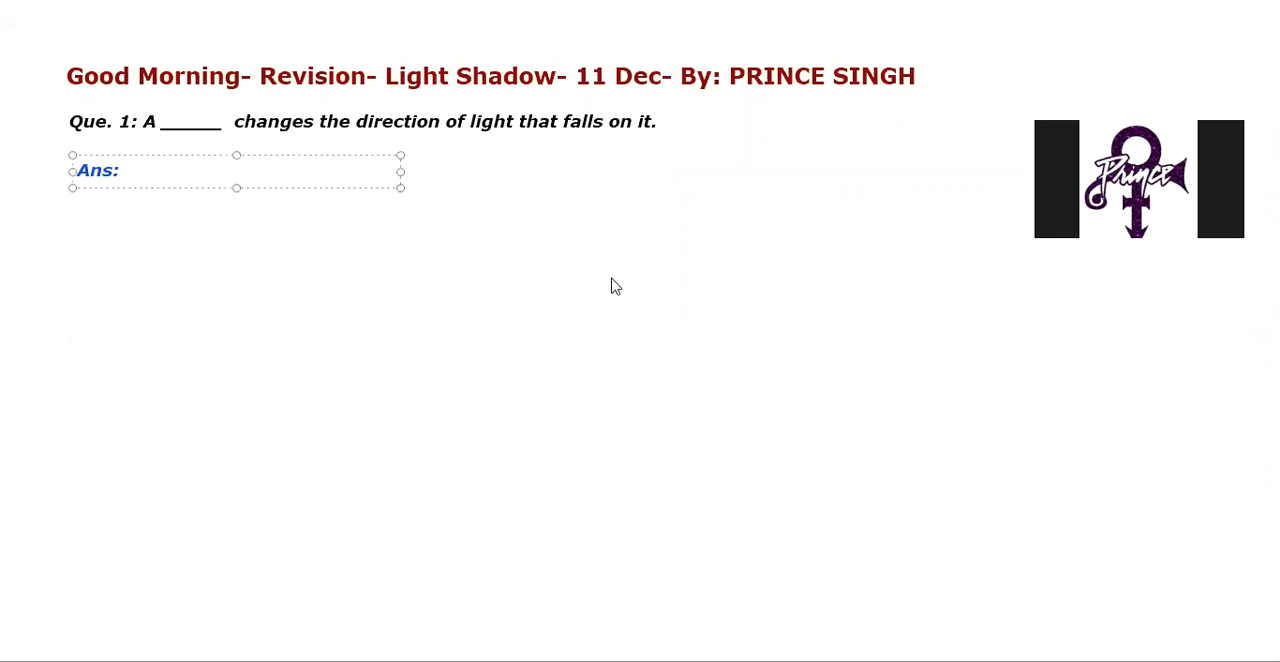 Good Morning- Revision- Light Shadow- 11 Dec- By: PRINCE SINGH
Que. 1: A _____ changes the direction of light that falls on it.
Ans:
Prince